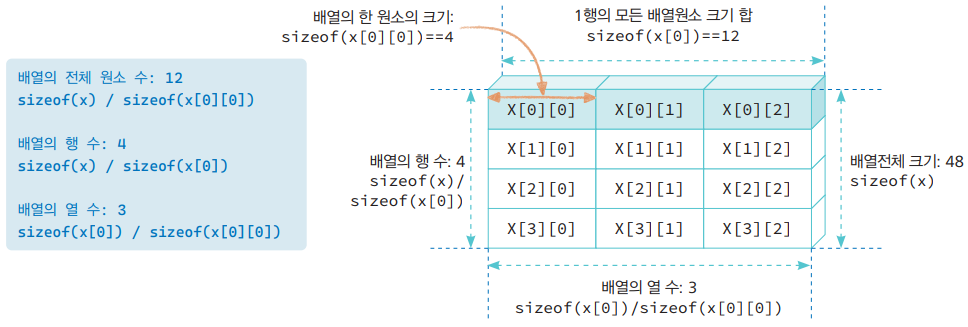 배열의 한 원소의 크기:
sizeof(x[0][0])==4
1행의 모든 배열원소 크기 합
sizeof(x[0])==12
배열의 전체 원소 수: 12
sizeof(x) / sizeof(x[0][0])
배열의 행 수: 4
sizeof(x) / sizeof(x[0])
배열의 열 수: 3
sizeof(x[0]) / sizeof(x[0][0])
배열의 행 수: 4
sizeof(x)/
sizeof(x[0])
X[0][0] X[0][1] X[0][2]
X[1][0] X[1][1] X[1][2]
X[2][0] X[2][1] X[2][2]
X[3][0] X[3][1] X[3][2]
배열전체 크기: 48
sizeof(x)
배열의 열 수: 3
sizeof(x[0])/sizeof(x[0][0])